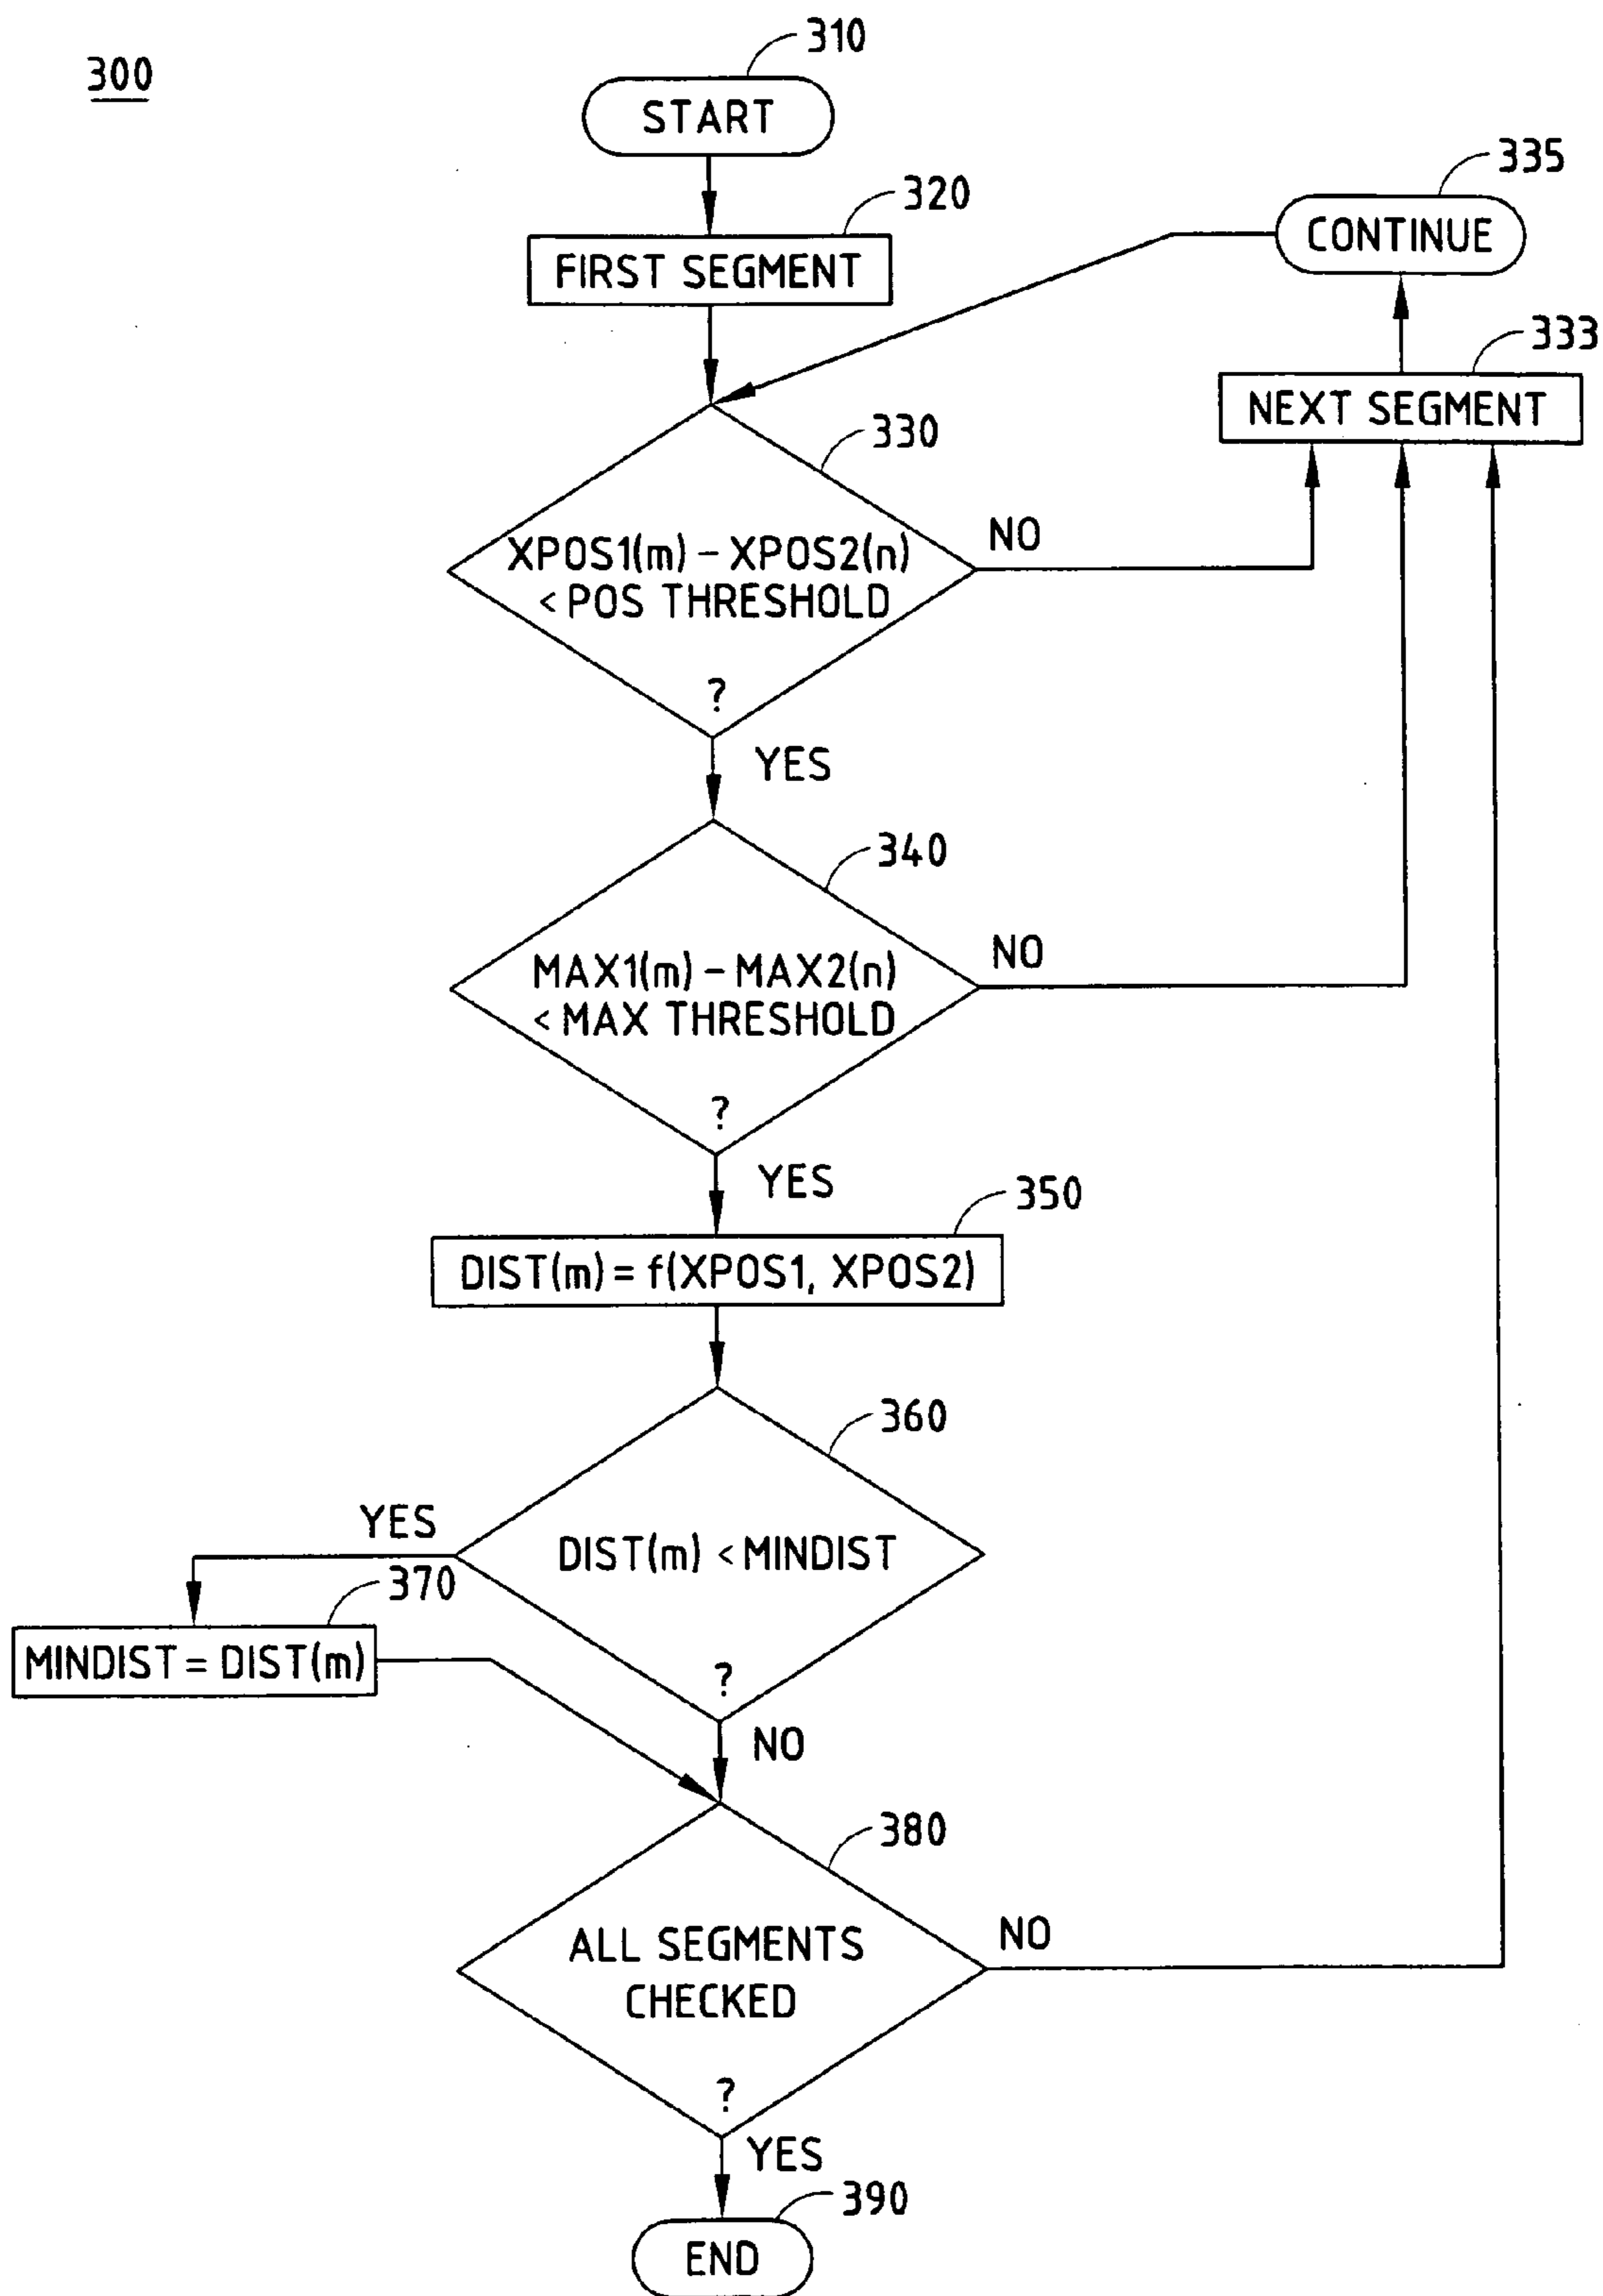 300
310
START
320
FIRST SEGMENT
335
CONTINUE
333
NEXT SEGMENT
330
XPOS1(m) – XPOS2(n)
< POS THRESHOLD
?
NO
YES
340
MAX1(m) – MAX2(n)
< MAX THRESHOLD
?
NO
YES
350
DIST(m) = f(XPOS1, XPOS2)
360
DIST(m) < MINDIST
?
YES
370
MINDIST = DIST(m)
NO
380
ALL SEGMENTS
CHECKED
?
NO
YES
390
END